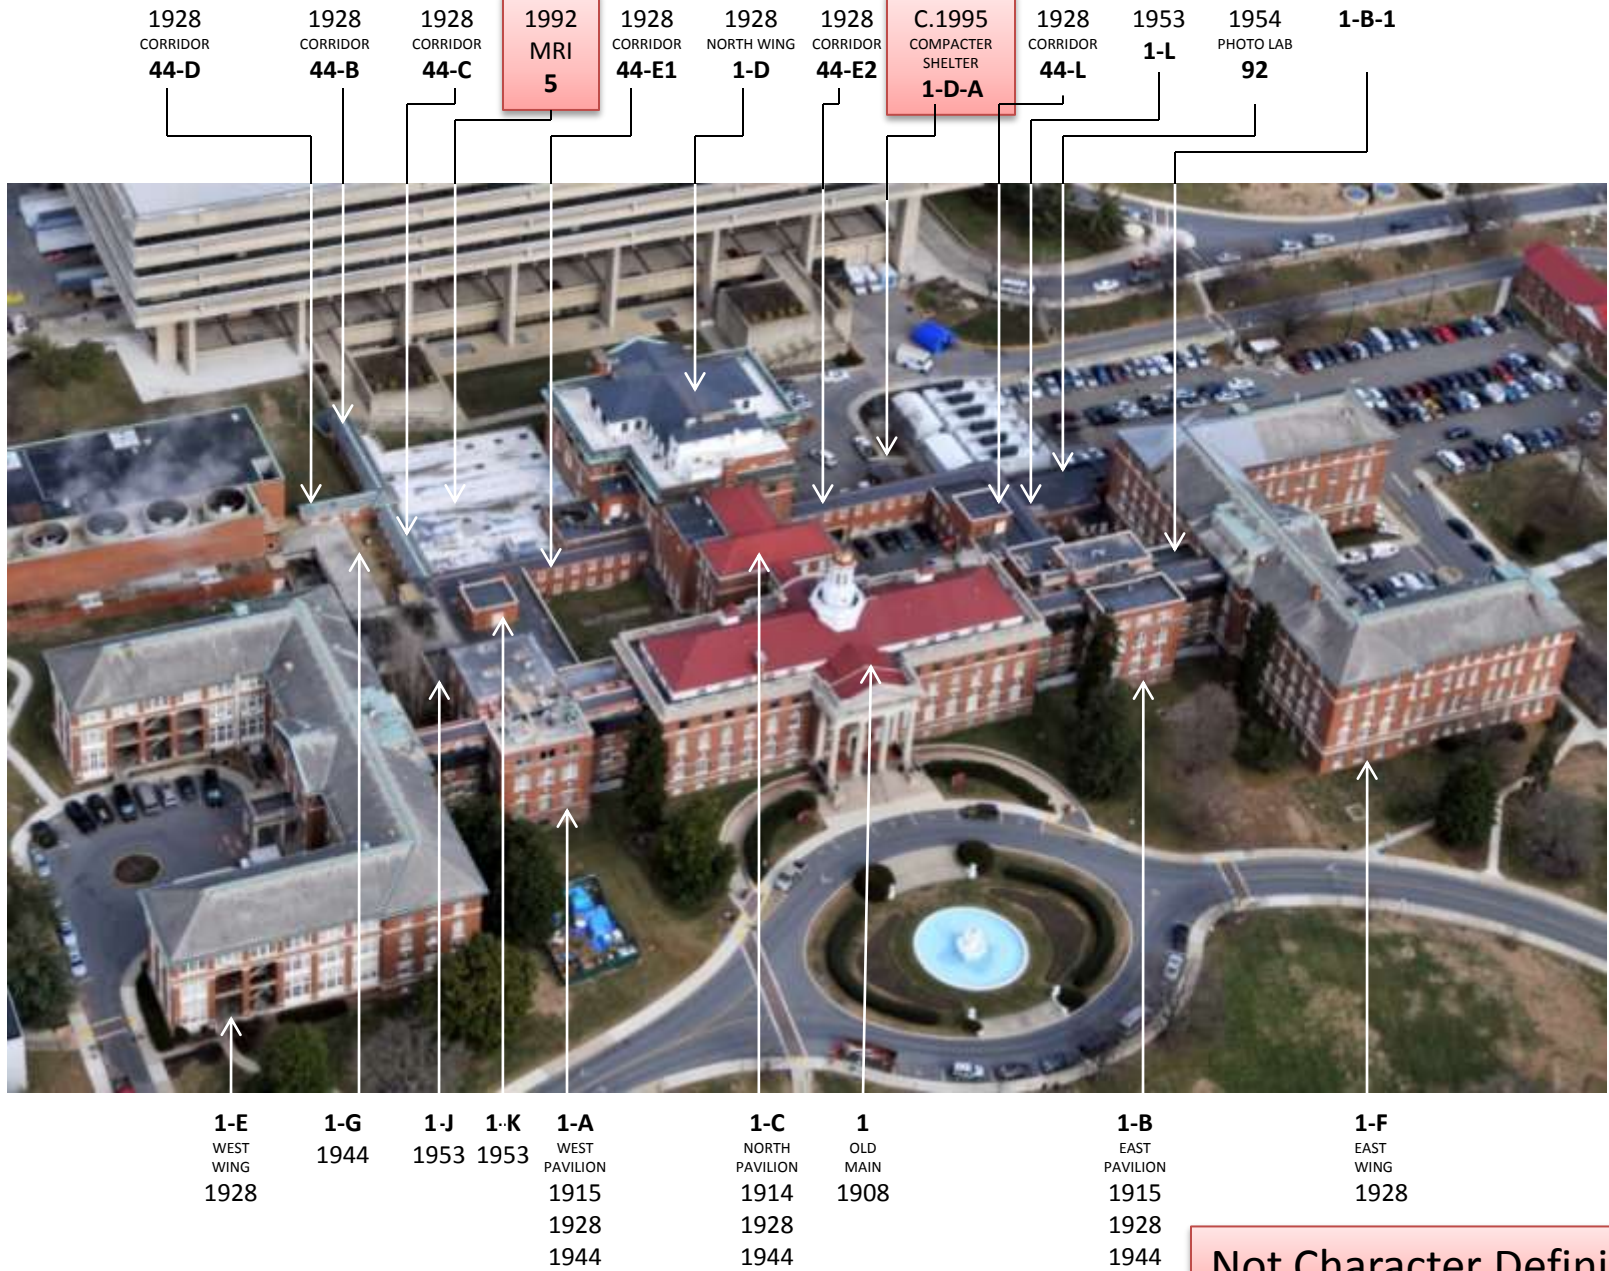 1928
CORRIDOR
44-D
1928
CORRIDOR
44-B
1928
CORRIDOR
44-C
1992
MRI
5
1928
CORRIDOR
44-E1
1928
NORTH WING
1-D
1928
CORRIDOR
44-E2
C.1995
COMPACTER
SHELTER
1-D-A
1928
CORRIDOR
44-L
1953
1-L
1954
PHOTO LAB
92
1-B-1
1-E
WEST
WING
1928
1-G
1944
1-J
1953
1-K
1953
1-A
WEST
PAVILION
1915
1928
1944
1-C
NORTH
PAVILION
1914
1928
1944
1
OLD
MAIN
1908
1-B
EAST
PAVILION
1915
1928
1944
1-F
EAST
WING
1928
Not Character Defini